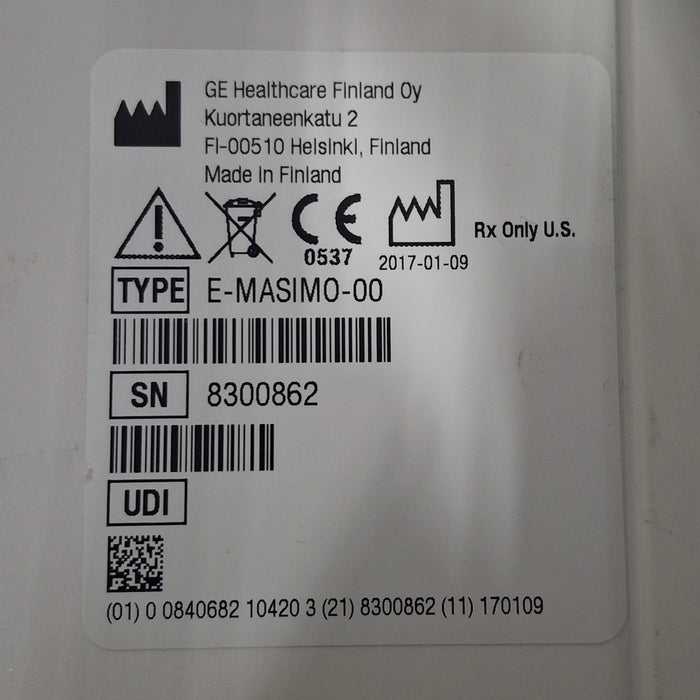 GE Healthcare Finland Oy
Kuortaneenkatu 2
FI-00510 Helsinki, Finland
Made in Finland
CE
0537
2017-01-09
Rx Only U.S.
TYPE E-MASIMO-00
SN 8300862
UDI
(01) 0 0840682 10420 3 (21) 8300862 (11) 170109